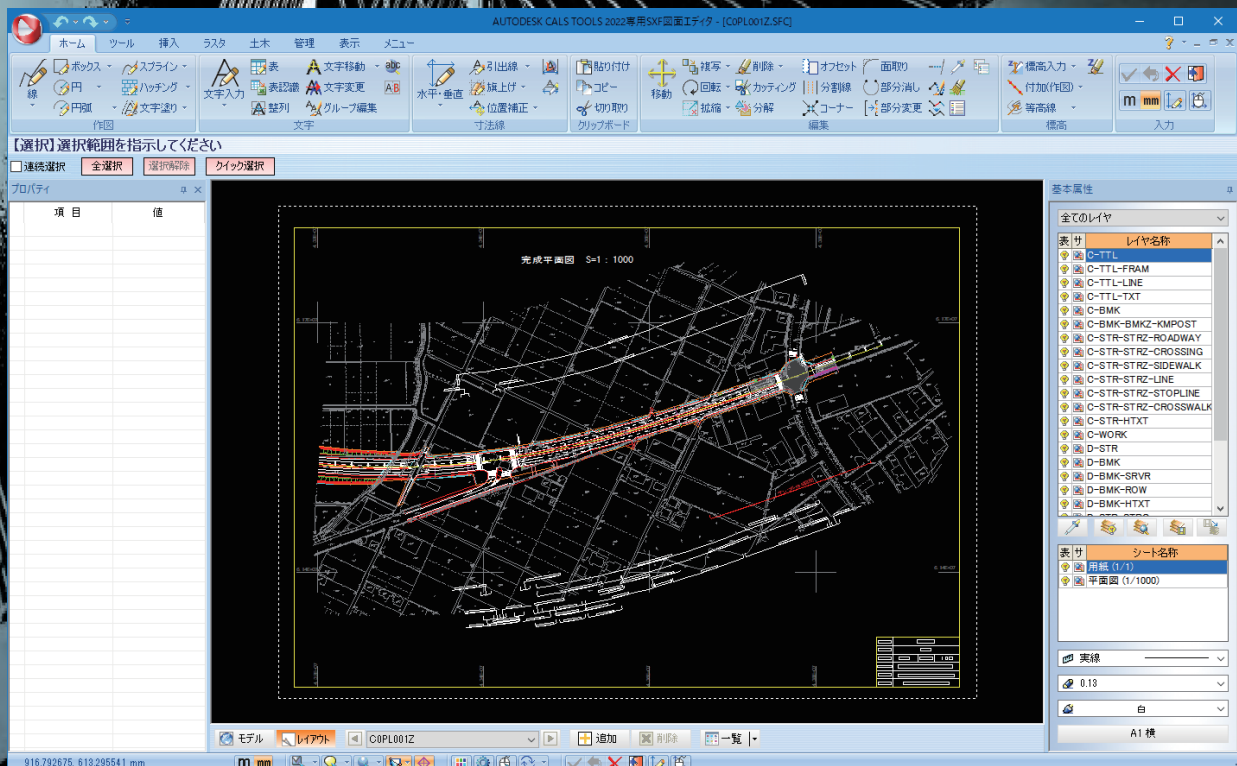 AUTODESK CALS TOOLS 2022専用SXF図面エディタ - [C0PL001Z.SFC]
ホーム ツール 挿入 ラスタ 土木 管理 表示 メニュー
線 ボックス スプライン 文字入力 表 文字移動 abc 水平・垂直 引出線 貼り付け 移動 複写 削除 オフセット 面取り 標高入力
円 ハッチング 表認識 文字変更 AB 旗上げ コピー 回転 カッティング 分割線 部分消し 付加(作図)
円弧 文字塗り 整列 グループ編集 位置補正 切り取り 拡縮 分解 コーナー 部分変更 等高線 m mm
作図 文字 寸法線 クリップボード 編集 標高 入力
【選択】選択範囲を指示してください
連続選択 全選択 選択解除 クイック選択
プロパティ
項目 値
完成平面図 S=1：1000
基本属性
全てのレイヤ
表 サ レイヤ名称
C-TTL
C-TTL-FRAM
C-TTL-LINE
C-TTL-TXT
C-BMK
C-BMK-BMKZ-KMPOST
C-STR-STRZ-ROADWAY
C-STR-STRZ-CROSSING
C-STR-STRZ-SIDEWALK
C-STR-STRZ-LINE
C-STR-STRZ-STOPLINE
C-STR-STRZ-CROSSWALK
C-STR-HTXT
C-WORK
D-STR
D-BMK
D-BMK-SRVR
D-BMK-ROW
D-BMK-HTXT
表 サ シート名称
用紙 (1/1)
平面図 (1/1000)
実線
0.13
白
A1 横
モデル レイアウト C0PL001Z 追加 削除 一覧
916.792675, 613.295541 mm m mm